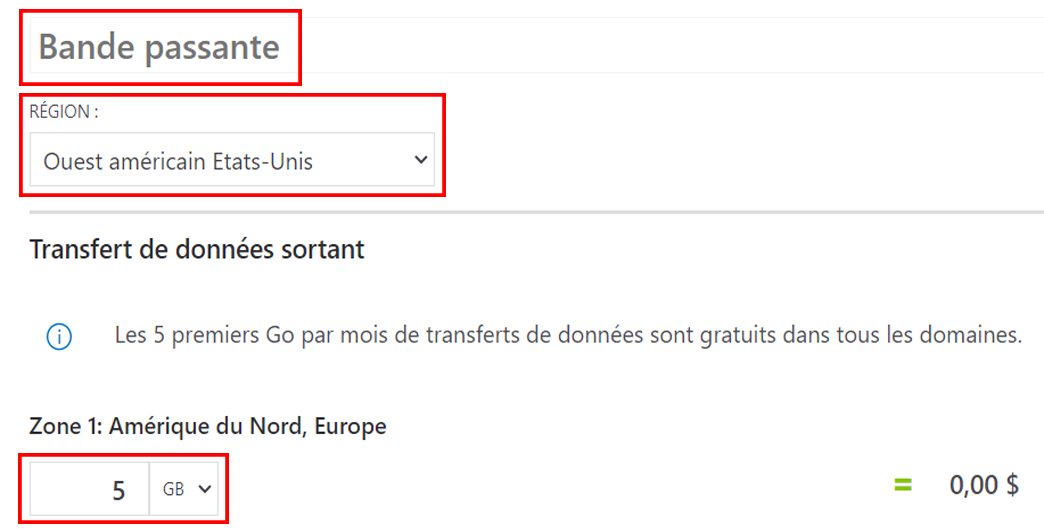 Bande passante
RÉGION :
Ouest américain Etats-Unis
Transfert de données sortant
Les 5 premiers Go par mois de transferts de données sont gratuits dans tous les domaines.
Zone 1: Amérique du Nord, Europe
5 GB = 0,00 $